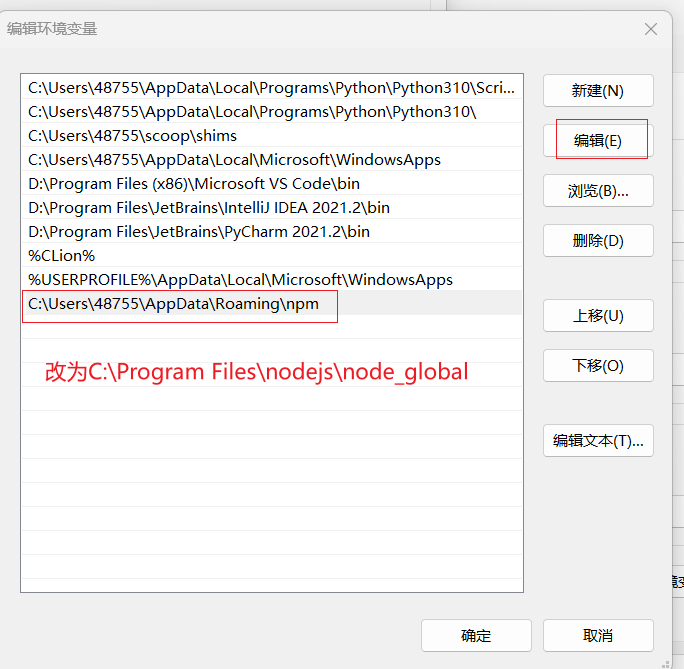 编辑环境变量
C:\Users\48755\AppData\Local\Programs\Python\Python310\Scri...
C:\Users\48755\AppData\Local\Programs\Python\Python310\
C:\Users\48755\scoop\shims
C:\Users\48755\AppData\Local\Microsoft\WindowsApps
D:\Program Files (x86)\Microsoft VS Code\bin
D:\Program Files\JetBrains\IntelliJ IDEA 2021.2\bin
D:\Program Files\JetBrains\PyCharm 2021.2\bin
%CLion%
%USERPROFILE%\AppData\Local\Microsoft\WindowsApps
C:\Users\48755\AppData\Roaming\npm
改为C:\Program Files\nodejs\node_global
新建(N)
编辑(E)
浏览(B)...
删除(D)
上移(U)
下移(O)
编辑文本(T)...
确定
取消